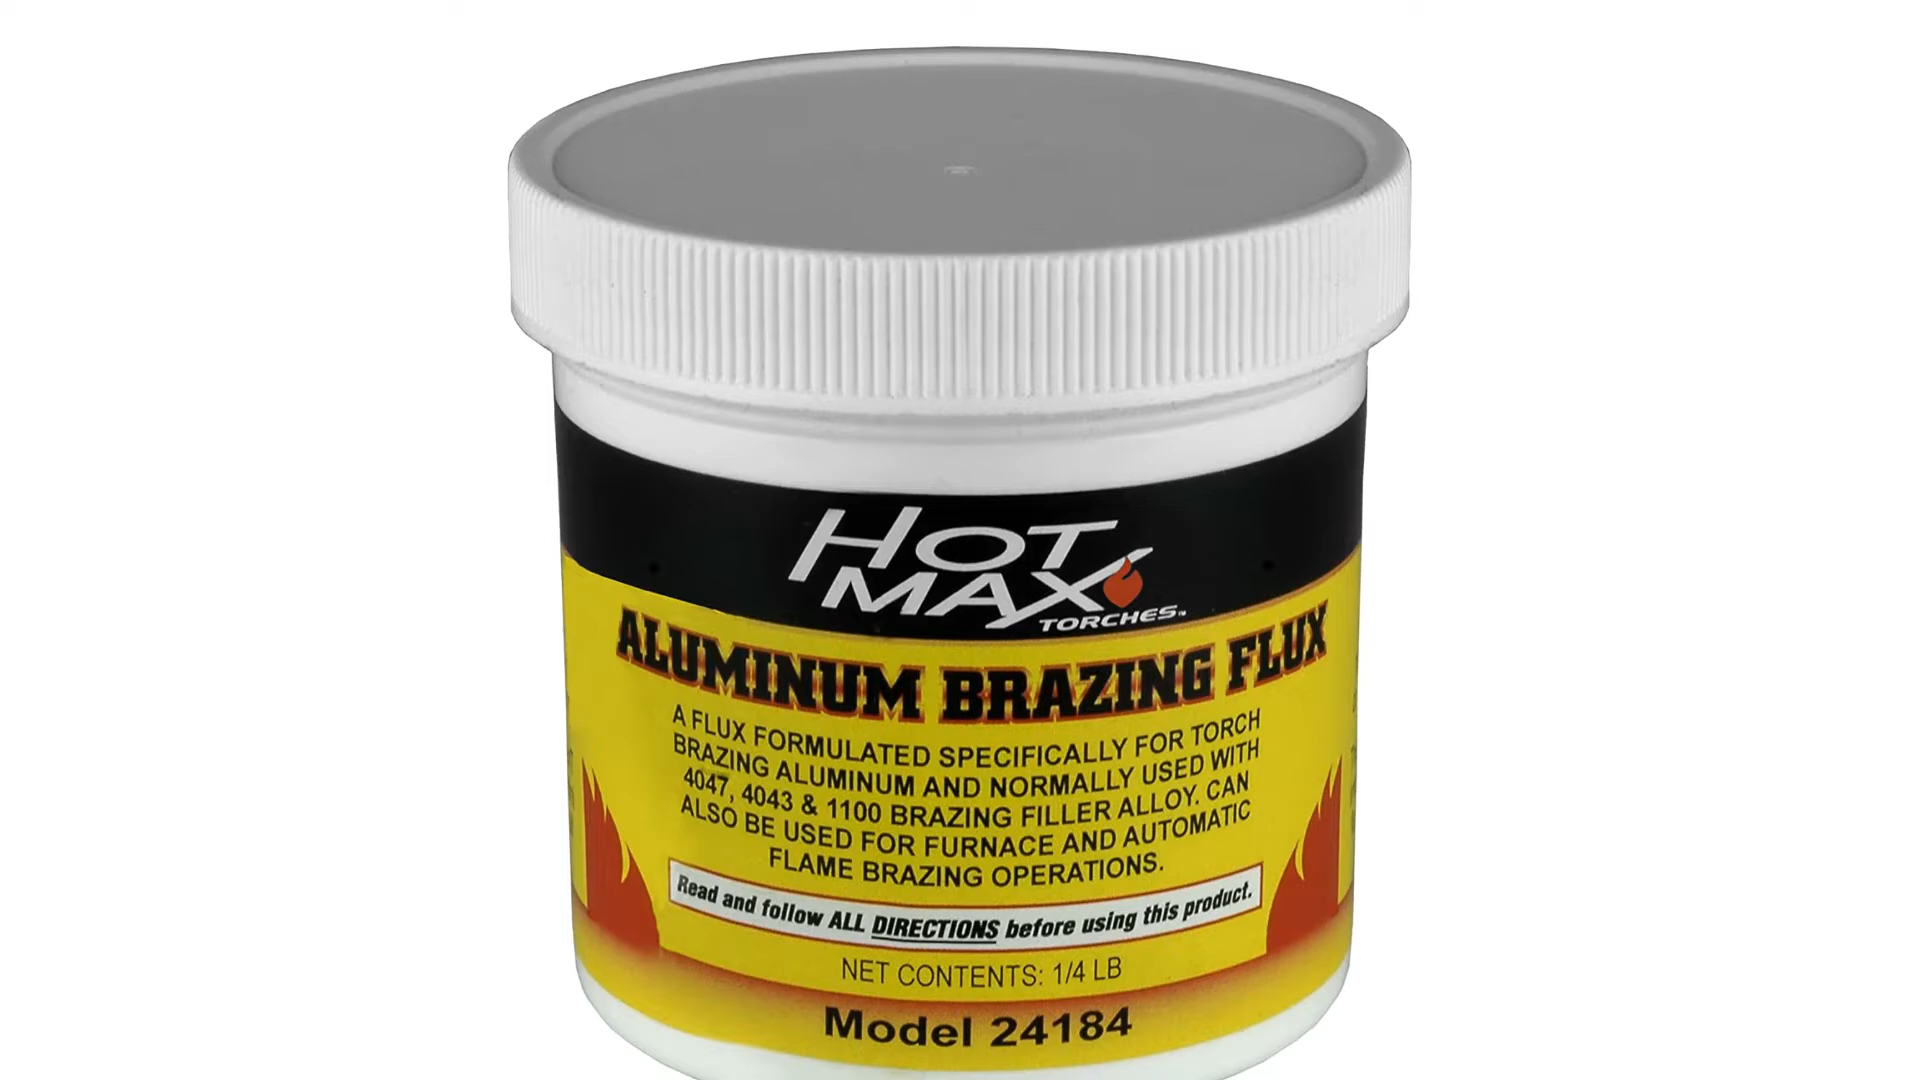 HOT
MAX
TORCHES™
ALUMINUM BRAZING FLUX
A FLUX FORMULATED SPECIFICALLY FOR TORCH
BRAZING ALUMINUM AND NORMALLY USED WITH
4047, 4043 & 1100 BRAZING FILLER ALLOY. CAN
ALSO BE USED FOR FURNACE AND AUTOMATIC
FLAME BRAZING OPERATIONS.
Read and follow ALL DIRECTIONS before using this product.
NET CONTENTS: 1/4 LB
Model 24184